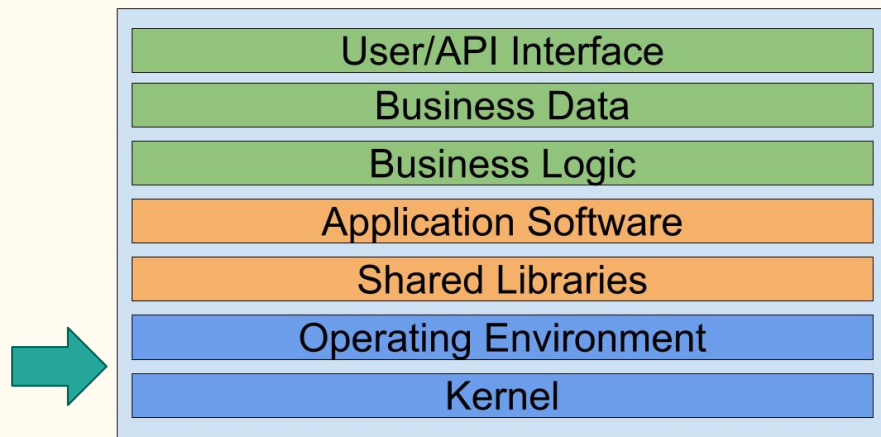 User/API Interface
Business Data
Business Logic
Application Software
Shared Libraries
Operating Environment
Kernel